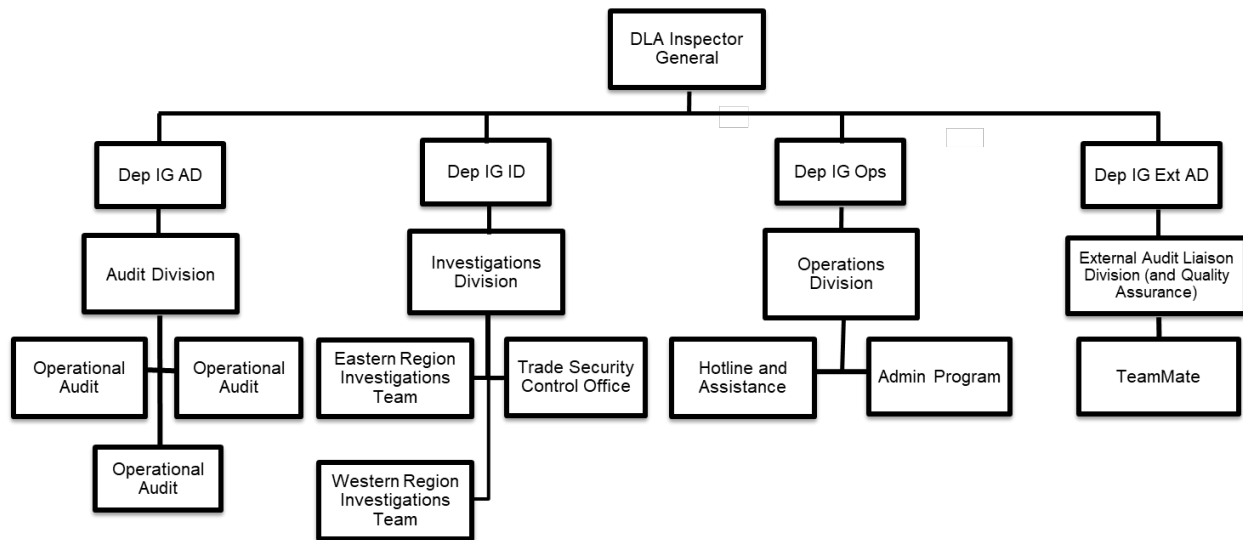 DLA Inspector
General
Dep IG AD
Dep IG ID
Dep IG Ops
Dep IG Ext AD
Audit Division
Investigations
Division
Operations
Division
External Audit Liaison
Division (and Quality
Assurance)
Operational
Audit
Operational
Audit
Eastern Region
Investigations
Team
Trade Security
Control Office
Hotline and
Assistance
Admin Program
TeamMate
Operational
Audit
Western Region
Investigations
Team